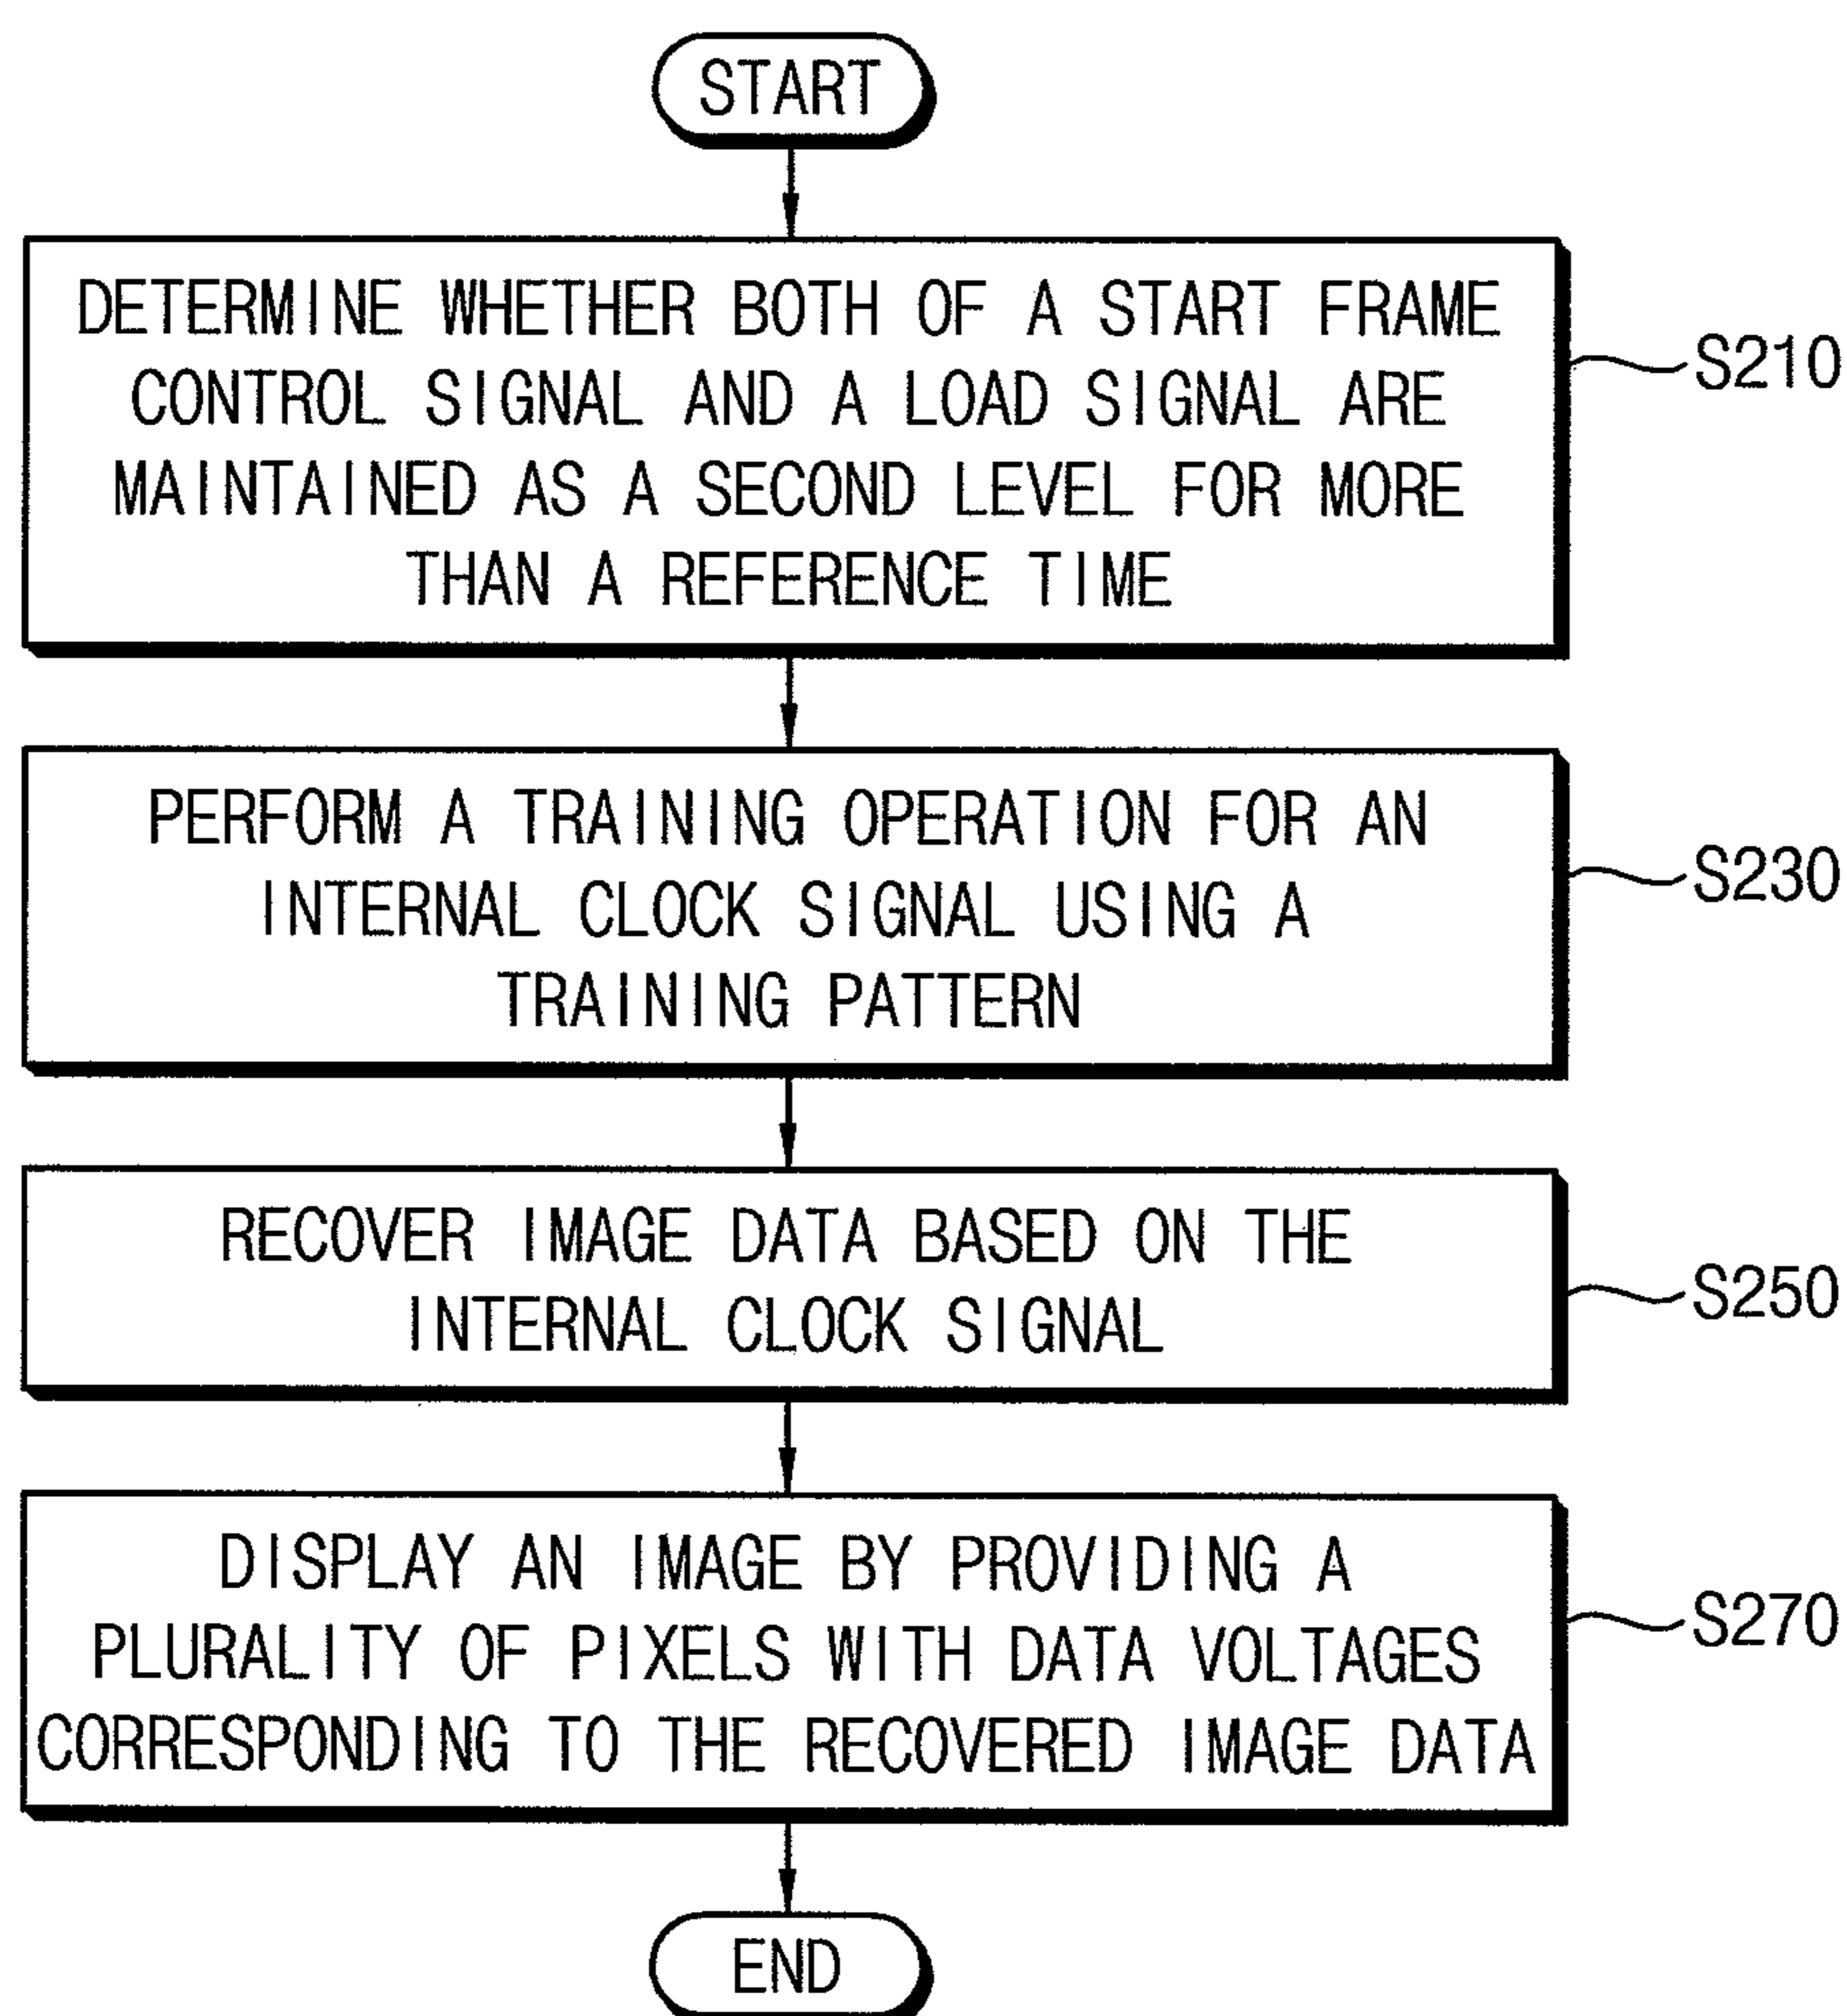 START
DETERMINE WHETHER BOTH OF A START FRAME
CONTROL SIGNAL AND A LOAD SIGNAL ARE
MAINTAINED AS A SECOND LEVEL FOR MORE
THAN A REFERENCE TIME
S210
PERFORM A TRAINING OPERATION FOR AN
INTERNAL CLOCK SIGNAL USING A
TRAINING PATTERN
S230
RECOVER IMAGE DATA BASED ON THE
INTERNAL CLOCK SIGNAL
S250
DISPLAY AN IMAGE BY PROVIDING A
PLURALITY OF PIXELS WITH DATA VOLTAGES
CORRESPONDING TO THE RECOVERED IMAGE DATA
S270
END